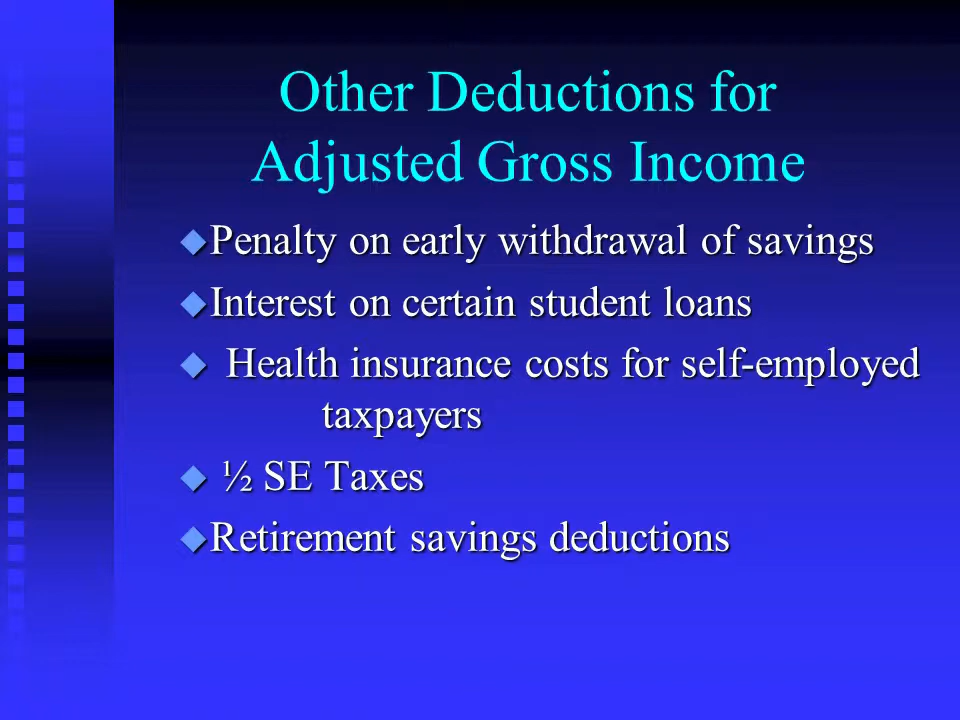 Other Deductions for
Adjusted Gross Income
Penalty on early withdrawal of savings
Interest on certain student loans
Health insurance costs for self-employed
taxpayers
½ SE Taxes
Retirement savings deductions